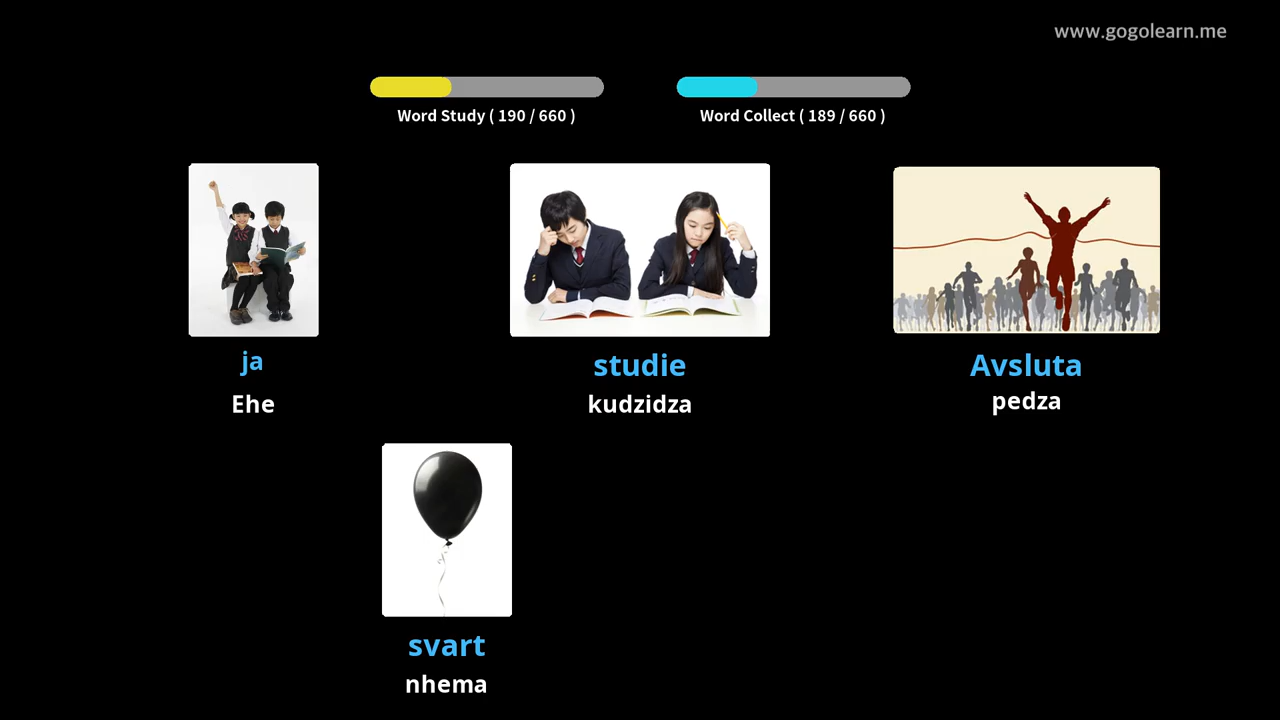 www.gogolearn.me
Word Study ( 190 / 660 )
Word Collect ( 189 / 660 )
ja
Ehe
studie
kudzidza
Avsluta
pedza
svart
nhema